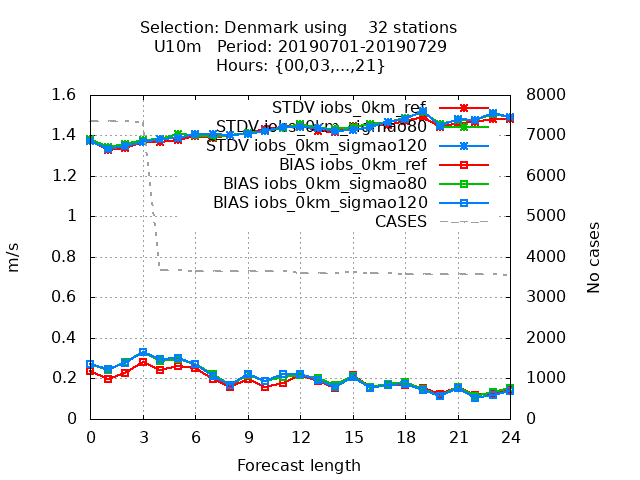 Selection: Denmark using 32 stations
U10m Period: 20190701-20190729
Hours: {00,03,...,21}
1.6 8000
STDV iobs_0km_ref
STDV iobs_0km_sigmao80
1.4 7000
STDV iobs_0km_sigmao120
BIAS iobs_0km_ref
1.2 6000
BIAS iobs_0km_sigmao80
BIAS iobs_0km_sigmao120
1 5000
CASES
0.8 4000
m/s
No cases
0.6 3000
0.4 2000
0.2 1000
0 0
0 3 6 9 12 15 18 21 24
Forecast length